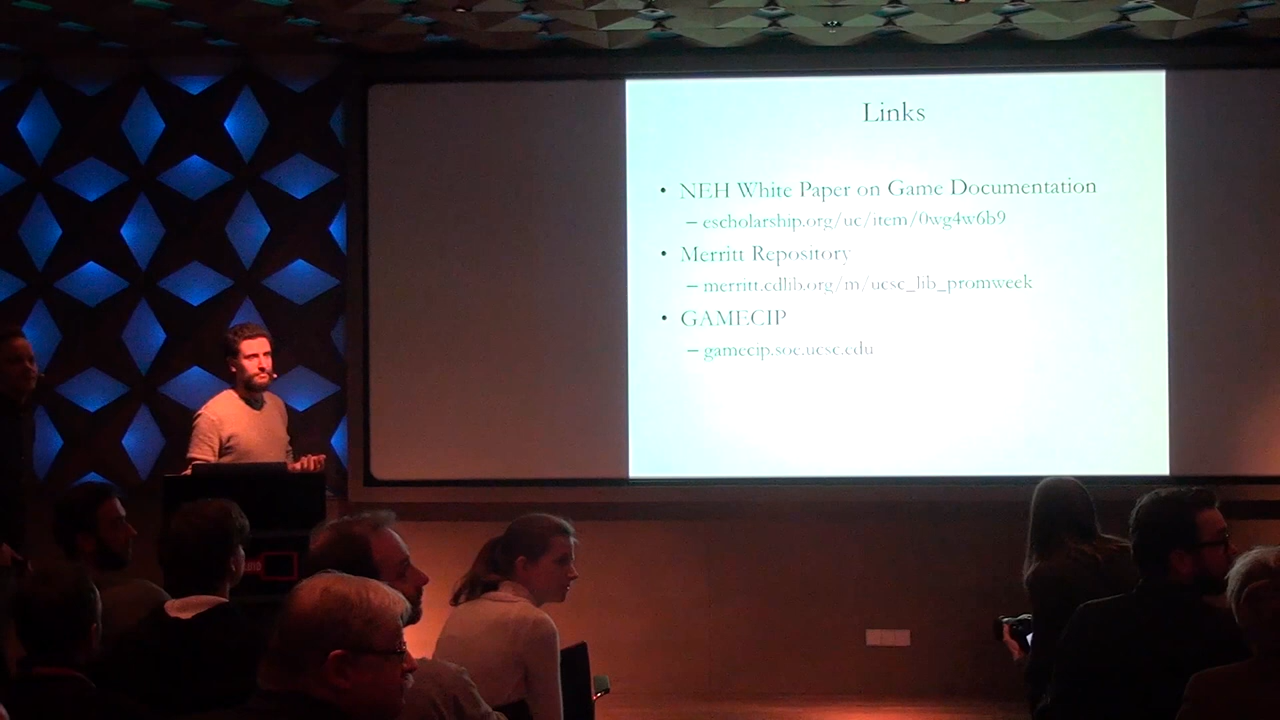 Links
• NEH White Paper on Game Documentation
– escholarship.org/uc/item/0wg4w6b9
• Merritt Repository
– merritt.cdlib.org/m/ucsc_lib_promweek
• GAMECIP
– gamecip.soe.ucsc.edu